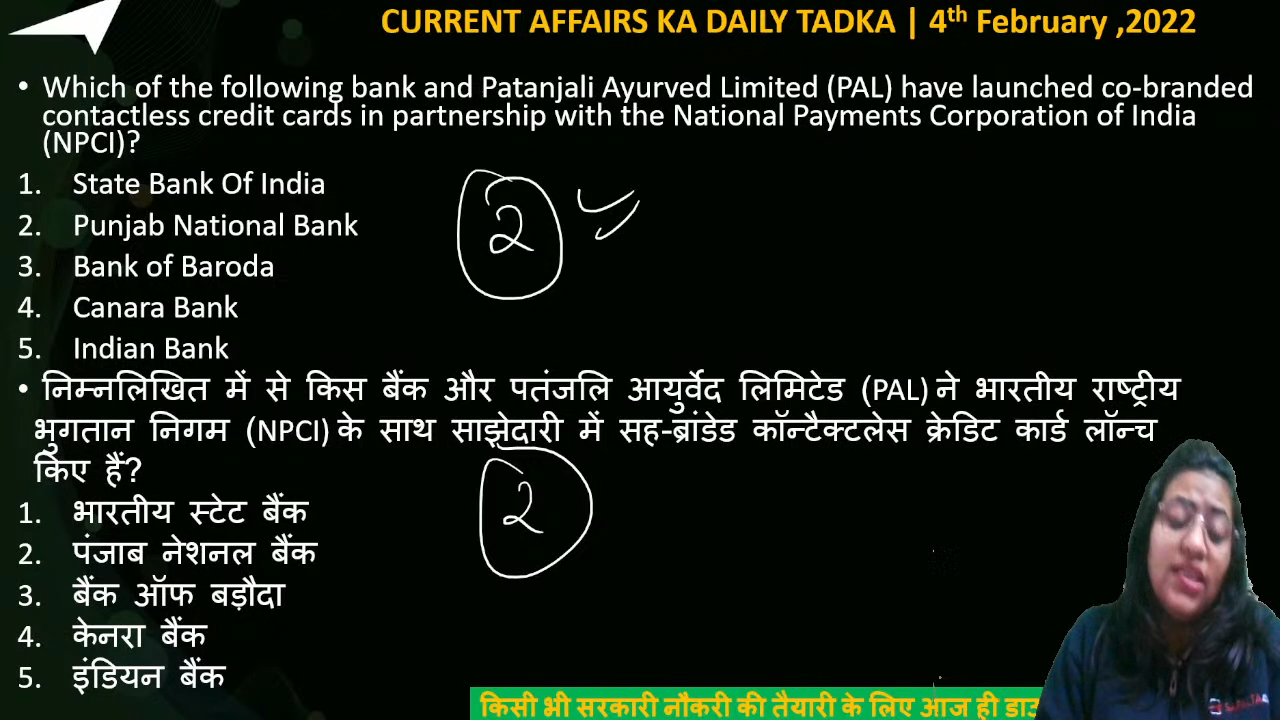 CURRENT AFFAIRS KA DAILY TADKA | 4th February ,2022
• Which of the following bank and Patanjali Ayurved Limited (PAL) have launched co-branded
contactless credit cards in partnership with the National Payments Corporation of India
(NPCI)?
1. State Bank Of India
2. Punjab National Bank
3. Bank of Baroda
4. Canara Bank
5. Indian Bank
2
• निम्नलिखित में से किस बैंक और पतंजलि आयुर्वेद लिमिटेड (PAL) ने भारतीय राष्ट्रीय
भुगतान निगम (NPCI) के साथ साझेदारी में सह-ब्रांडेड कॉन्टैक्टलेस क्रेडिट कार्ड लॉन्च
किए हैं?
1. भारतीय स्टेट बैंक
2. पंजाब नेशनल बैंक
3. बैंक ऑफ बड़ौदा
4. केनरा बैंक
5. इंडियन बैंक
2
किसी भी सरकारी नौकरी की तैयारी के लिए आज ही